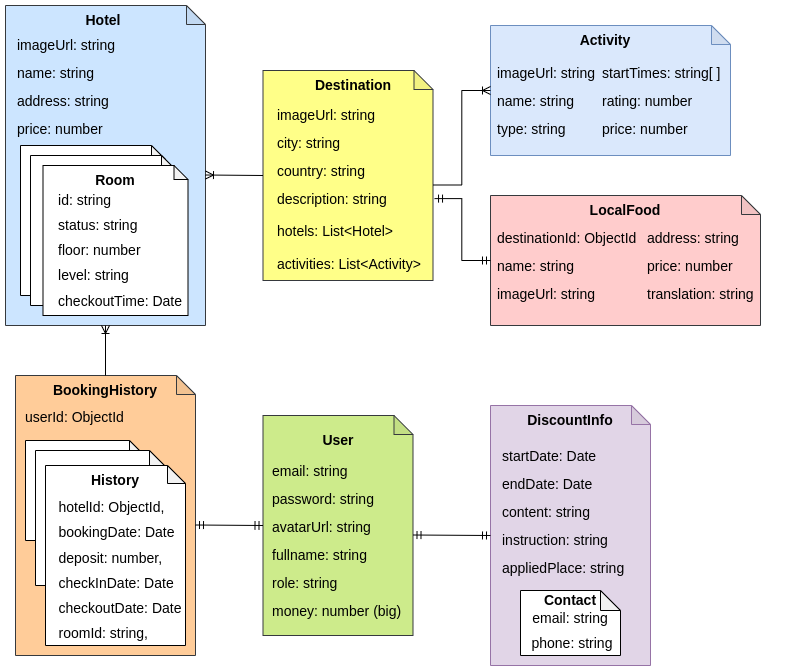 Hotel
imageUrl: string
name: string
address: string
price: number
Room
id: string
status: string
floor: number
level: string
checkoutTime: Date
Destination
imageUrl: string
city: string
country: string
description: string
hotels: List<Hotel>
activities: List<Activity>
Activity
imageUrl: string startTimes: string[ ]
name: string rating: number
type: string price: number
LocalFood
destinationId: ObjectId address: string
name: string price: number
imageUrl: string translation: string
BookingHistory
userId: ObjectId
History
hotelId: ObjectId,
bookingDate: Date
deposit: number,
checkInDate: Date
checkoutDate: Date
roomId: string,
User
email: string
password: string
avatarUrl: string
fullname: string
role: string
money: number (big)
DiscountInfo
startDate: Date
endDate: Date
content: string
instruction: string
appliedPlace: string
Contact
email: string
phone: string